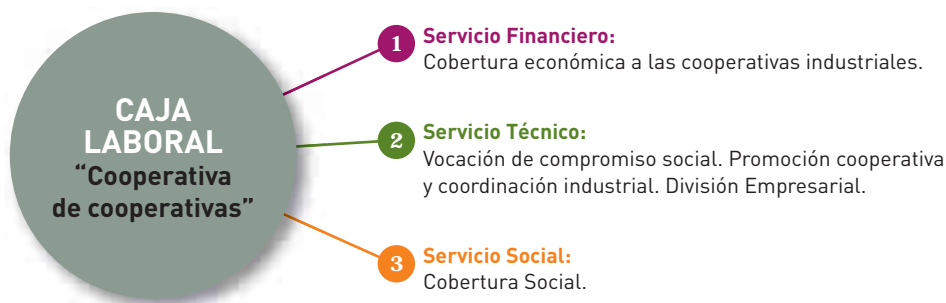 CAJA
LABORAL
“Cooperativa
de cooperativas”
1
Servicio Financiero:
Cobertura económica a las cooperativas industriales.
2
Servicio Técnico:
Vocación de compromiso social. Promoción cooperativa
y coordinación industrial. División Empresarial.
3
Servicio Social:
Cobertura Social.